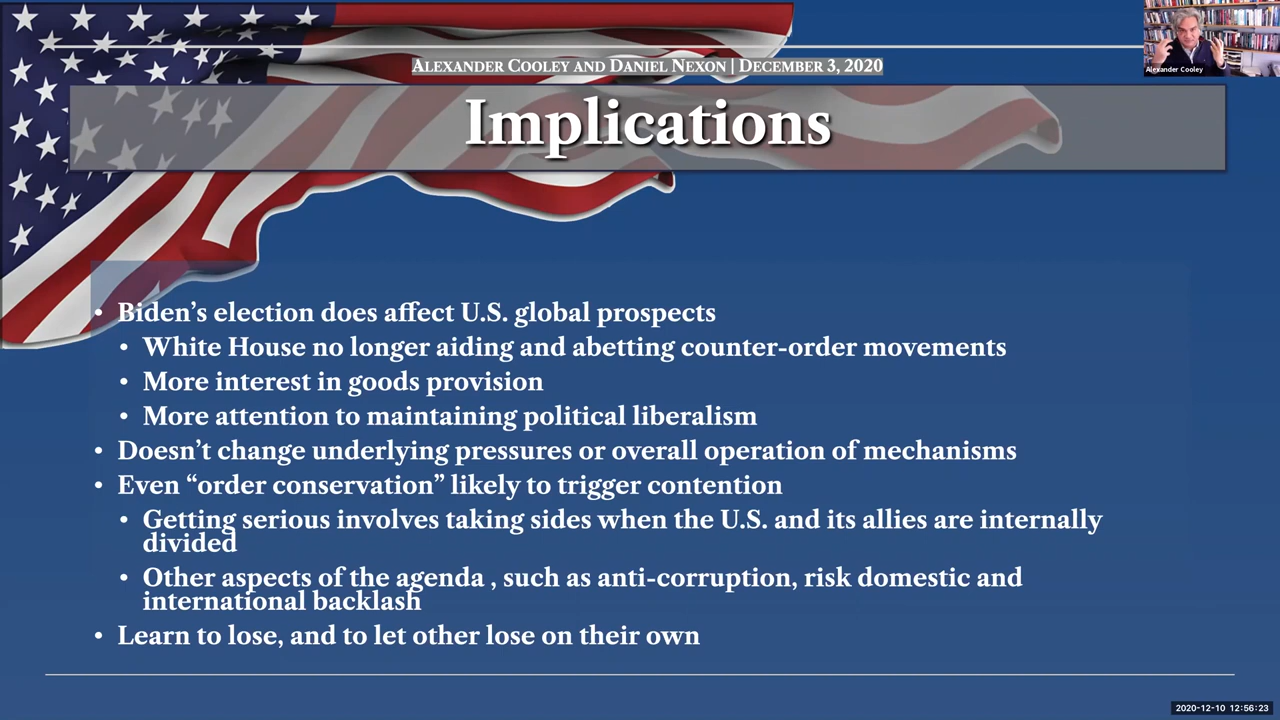 Alexander Cooley and Daniel Nexon | December 3, 2020
Alexander Cooley
Implications
• Biden’s election does affect U.S. global prospects
• White House no longer aiding and abetting counter-order movements
• More interest in goods provision
• More attention to maintaining political liberalism
• Doesn’t change underlying pressures or overall operation of mechanisms
• Even “order conservation” likely to trigger contention
• Getting serious involves taking sides when the U.S. and its allies are internally
divided
• Other aspects of the agenda , such as anti-corruption, risk domestic and
international backlash
• Learn to lose, and to let other lose on their own
2020-12-10 12:56:23